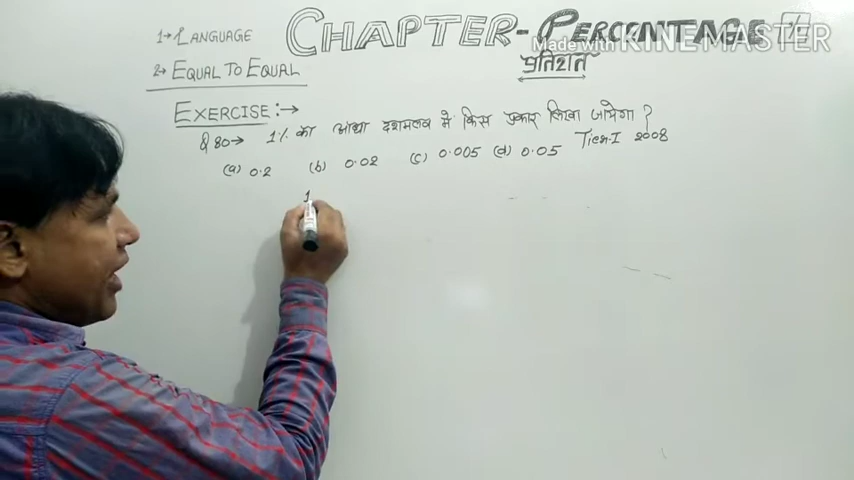 CHAPTER-PERCENTAGE %
Made with KINEMASTER
प्रतिशत
1→ LANGUAGE
2→ EQUAL TO EQUAL
EXERCISE:→
Q 80→ 1% का आधा दशमलव में किस प्रकार लिखा जायेगा ?
(a) 0.2 (b) 0.02 (c) 0.005 (d) 0.05 Tier-I 2008
1